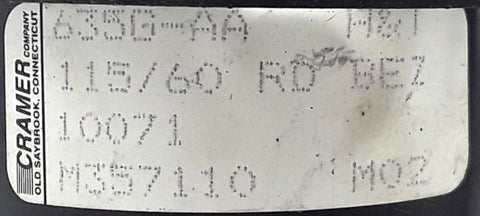 CRAMER COMPANY
OLD SAYBROOK, CONNECTICUT
635G-AA H&T
115/60 RD BEZ
10071
M357110 M02